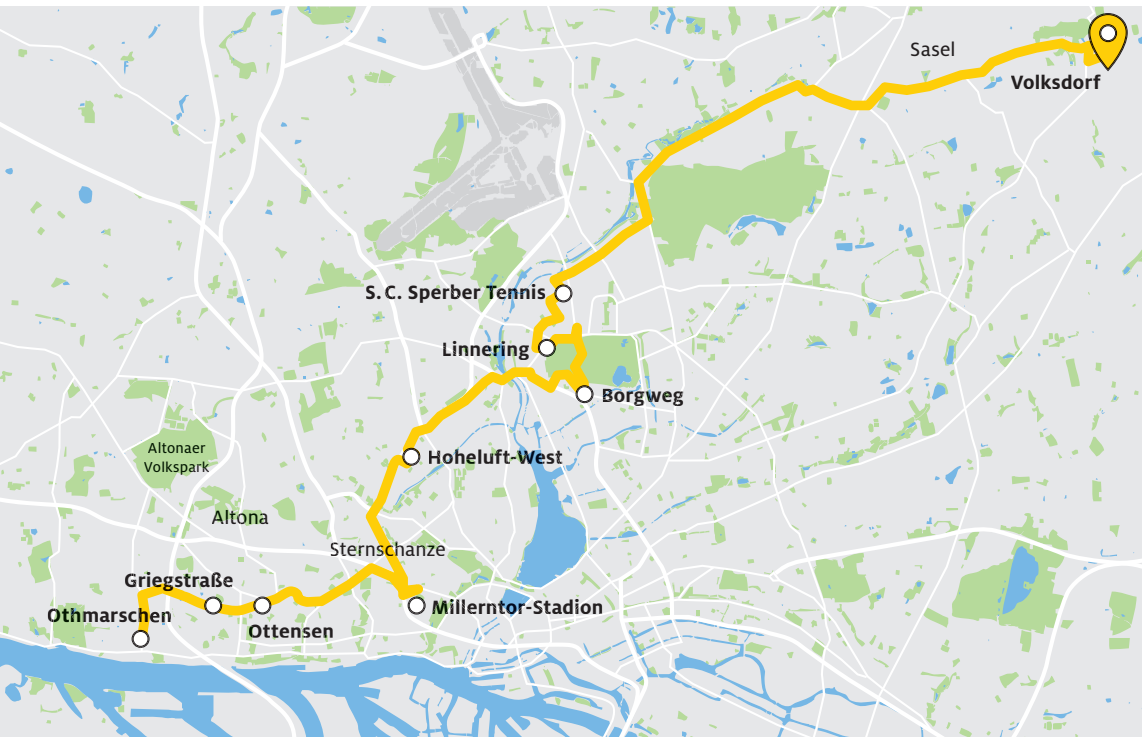 Sasel
Volksdorf
S. C. Sperber Tennis
Linnering
Borgweg
Altonaer
Volkspark
Hoheluft-West
Altona
Sternschanze
Griegstraße
Othmarschen
Millerntor-Stadion
Ottensen